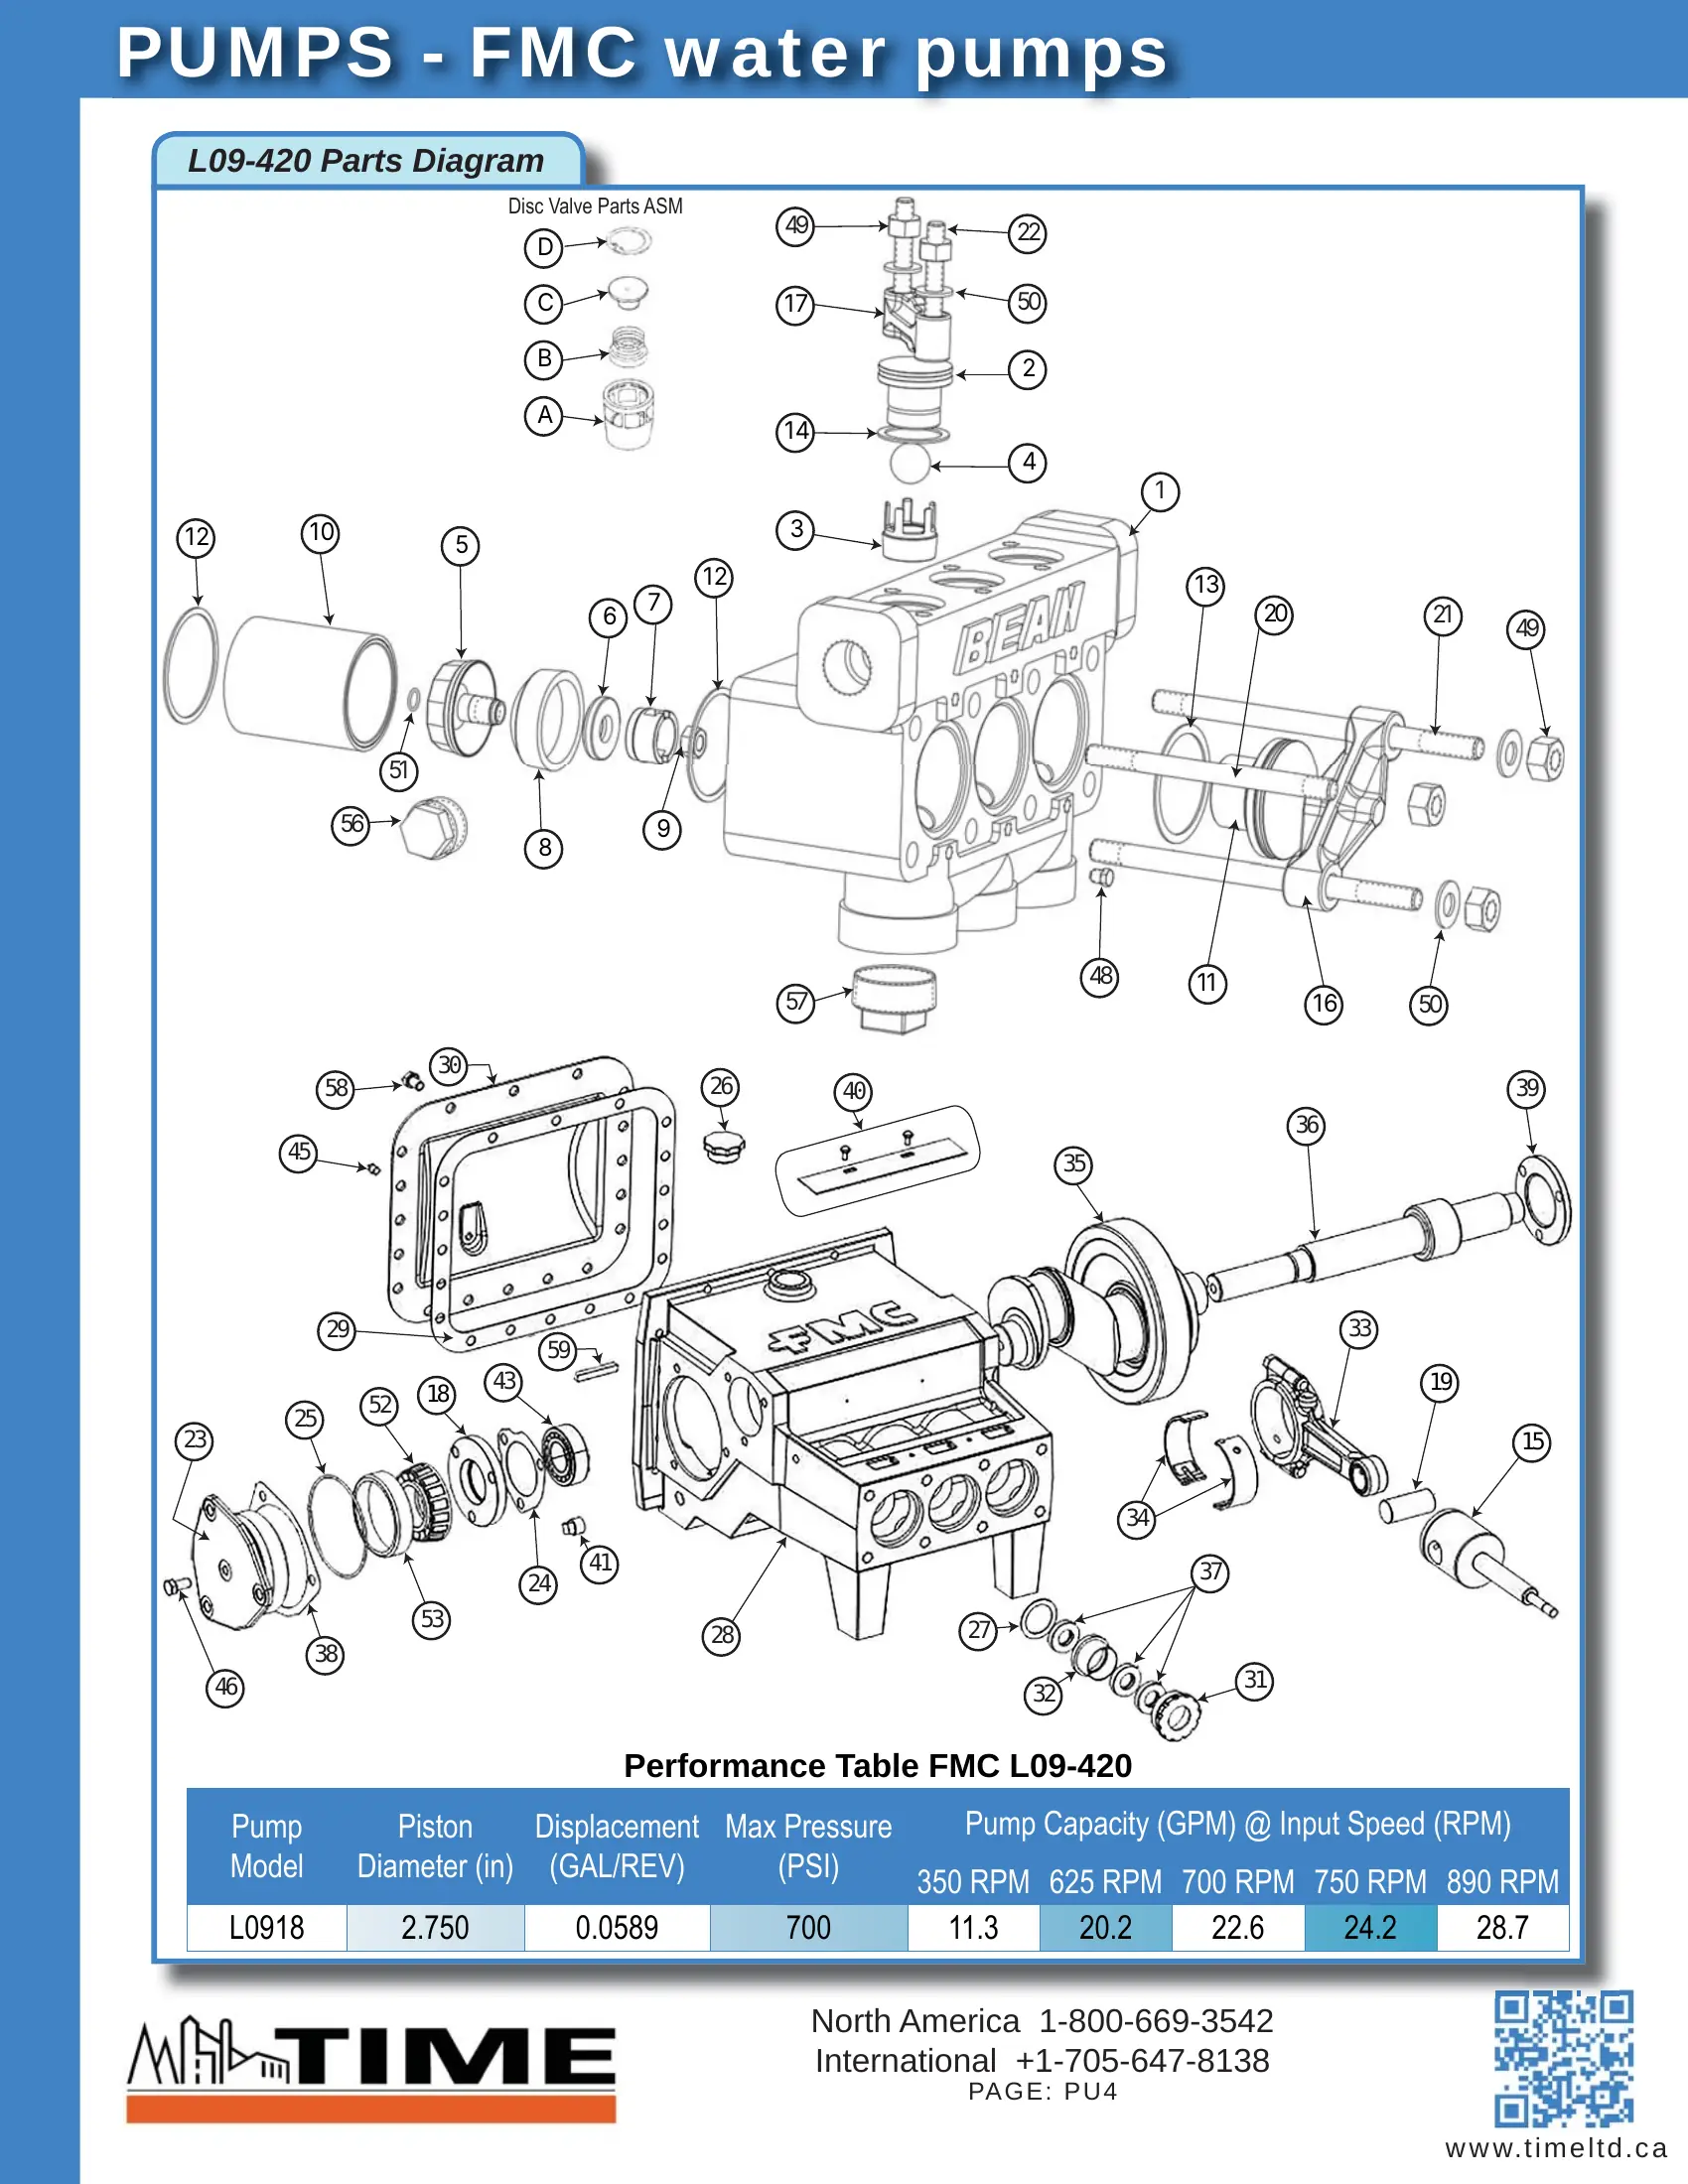 PUMPS - FMC water pumps
L09-420 Parts Diagram
Disc Valve Parts ASM
D
C
B
A
49
22
17
50
2
14
4
3
1
12
10
5
6
7
12
13
20
21
49
51
56
8
9
48
11
16
50
57
58
30
26
40
39
45
36
35
29
59
33
43
18
52
25
23
19
15
34
41
24
53
28
38
46
37
27
32
31
BEAN
FMC
Performance Table FMC L09-420
Pump Model
Piston Diameter (in)
Displacement (GAL/REV)
Max Pressure (PSI)
Pump Capacity (GPM) @ Input Speed (RPM)
350 RPM 625 RPM 700 RPM 750 RPM 890 RPM
L0918 2.750 0.0589 700 11.3 20.2 22.6 24.2 28.7
TIME
North America 1-800-669-3542
International +1-705-647-8138
PAGE: PU4
www.timeltd.ca